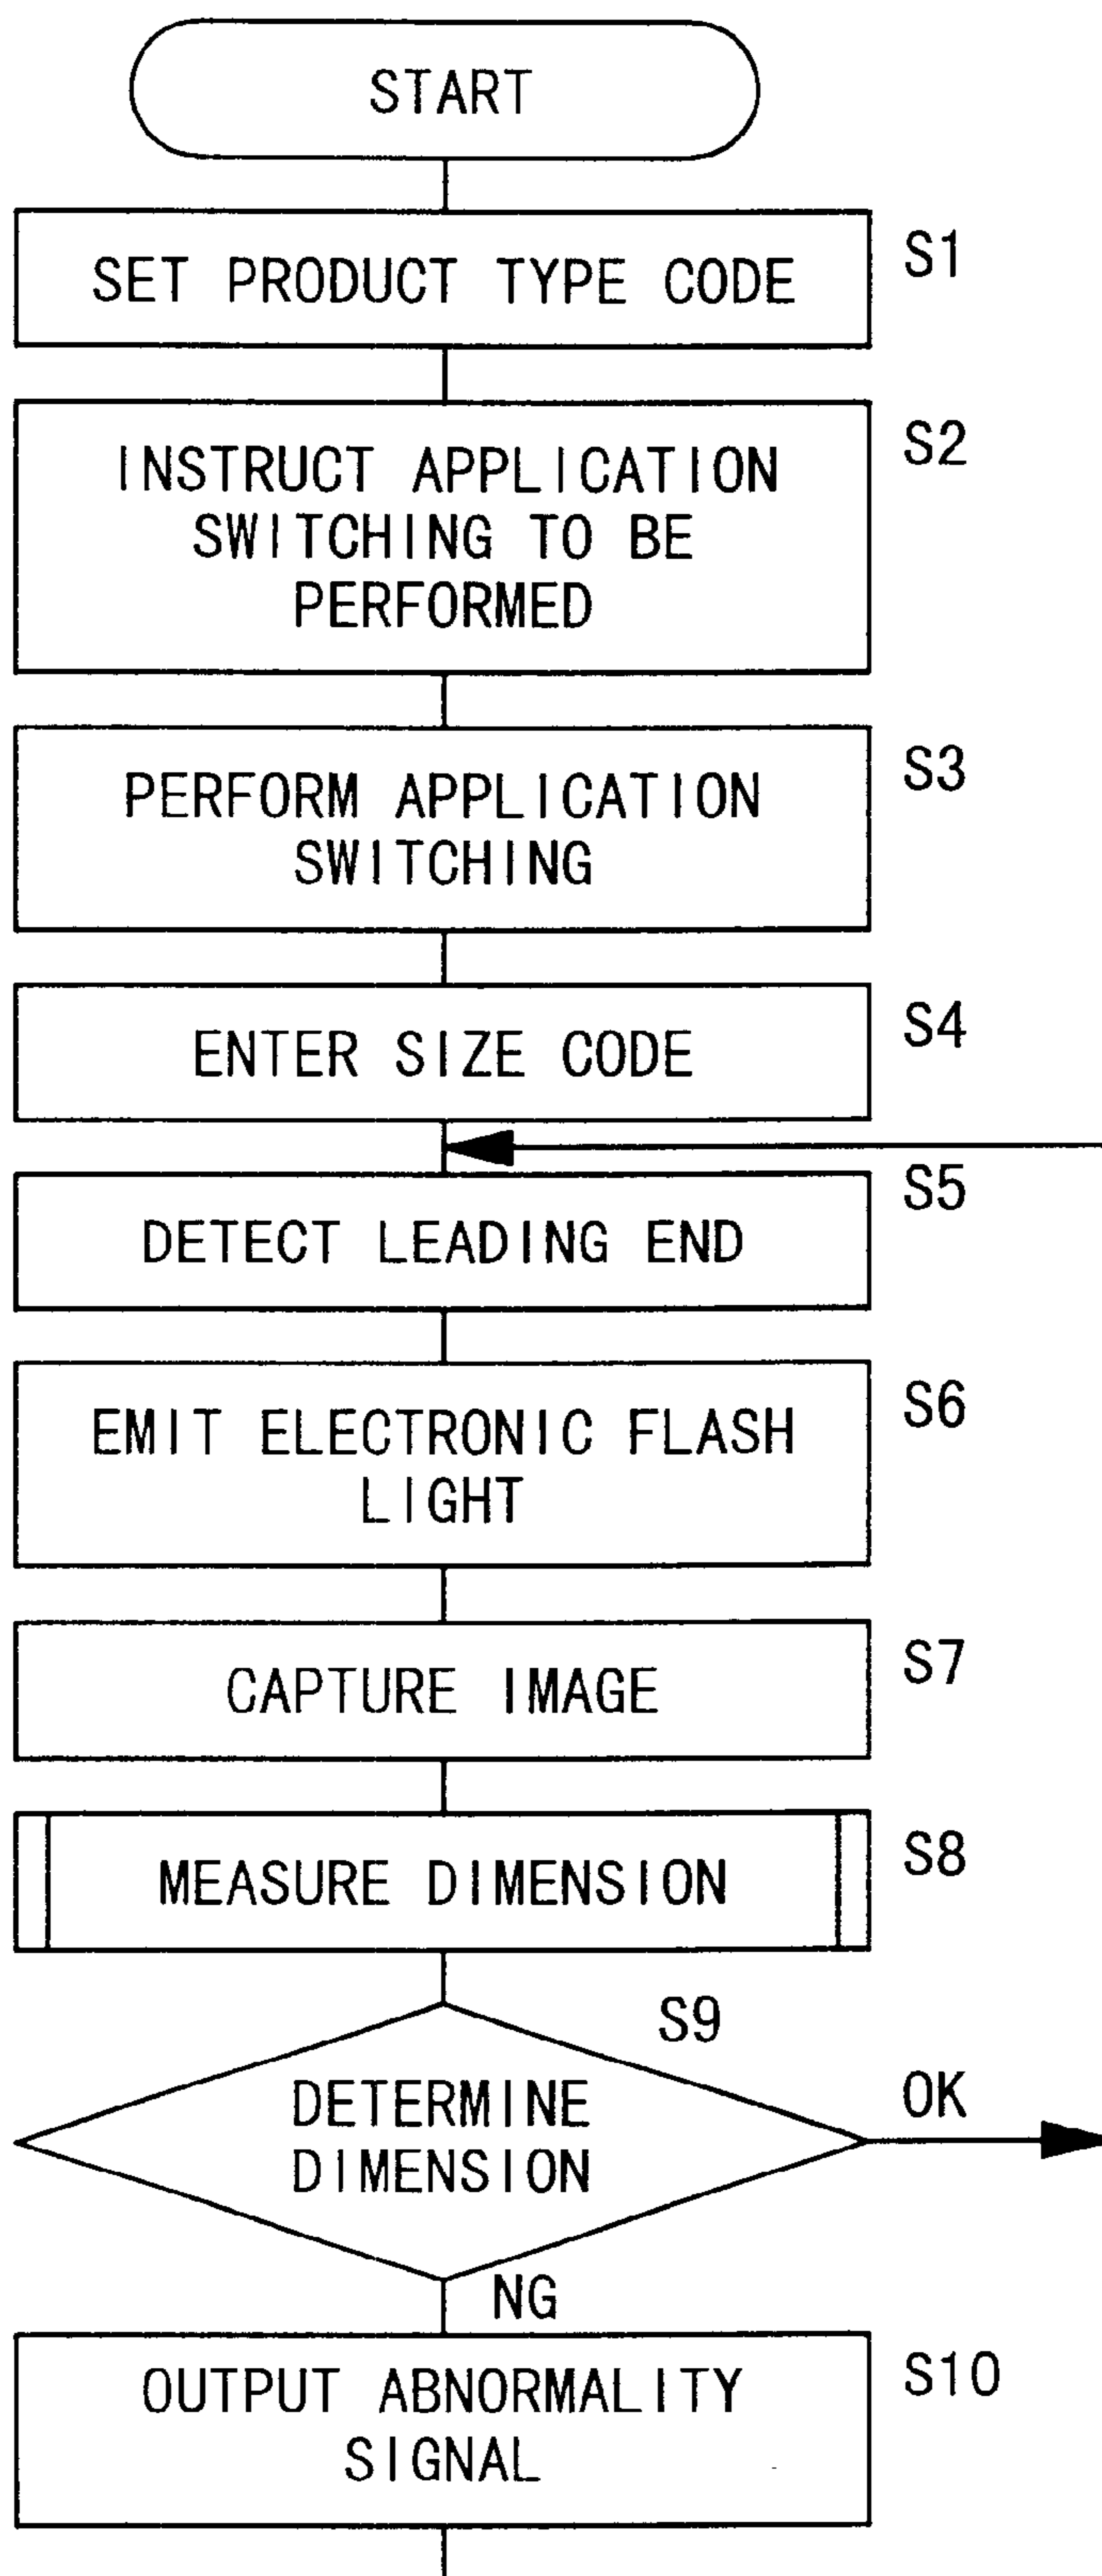 START
SET PRODUCT TYPE CODE
S1
INSTRUCT APPLICATION
SWITCHING TO BE
PERFORMED
S2
PERFORM APPLICATION
SWITCHING
S3
ENTER SIZE CODE
S4
DETECT LEADING END
S5
EMIT ELECTRONIC FLASH
LIGHT
S6
CAPTURE IMAGE
S7
MEASURE DIMENSION
S8
S9
DETERMINE
DIMENSION
OK
NG
OUTPUT ABNORMALITY
SIGNAL
S10